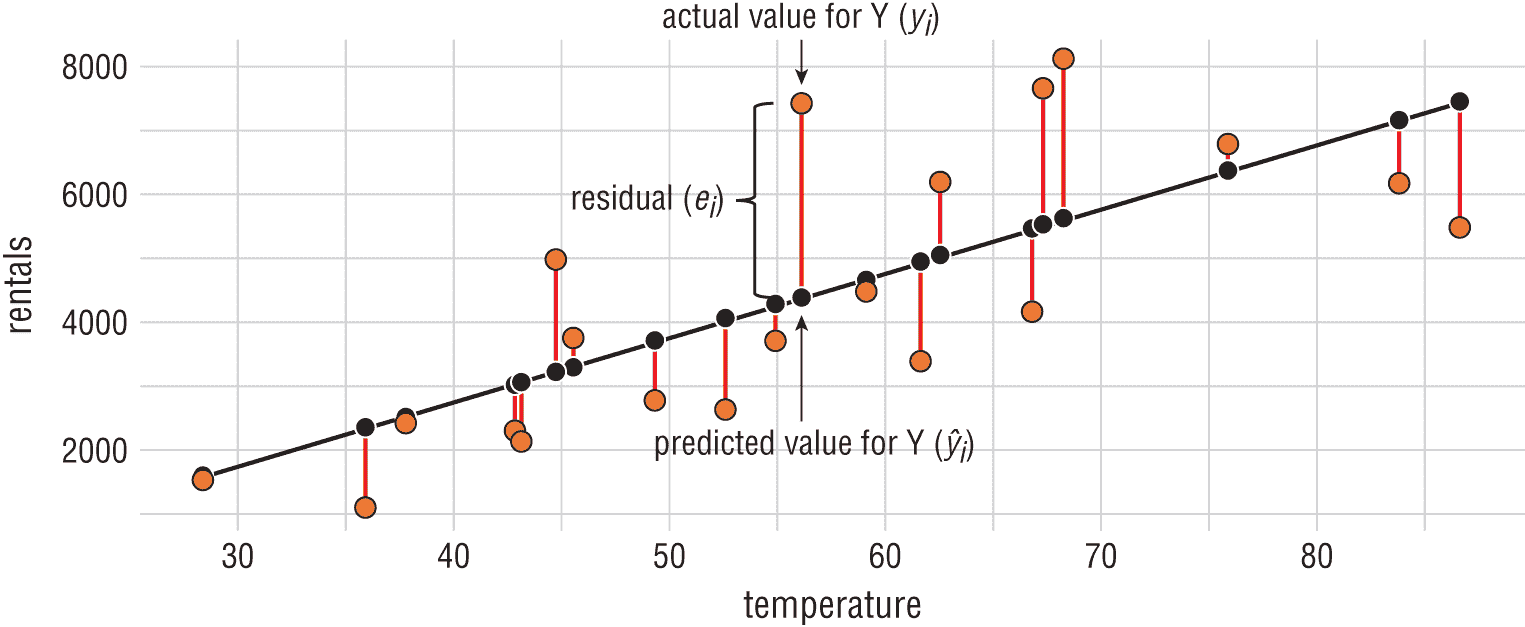 actual value for Y (yᵢ)
8000
residual (eᵢ)
6000
rentals
4000
predicted value for Y (ŷᵢ)
2000
30 40 50 60 70 80
temperature